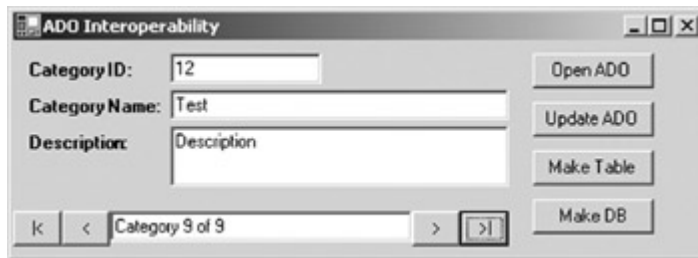 ADO Interoperability
Category ID: 12
Open ADO
Category Name: Test
Update ADO
Description: Description
Make Table
Make DB
|< < Category 9 of 9 > >|